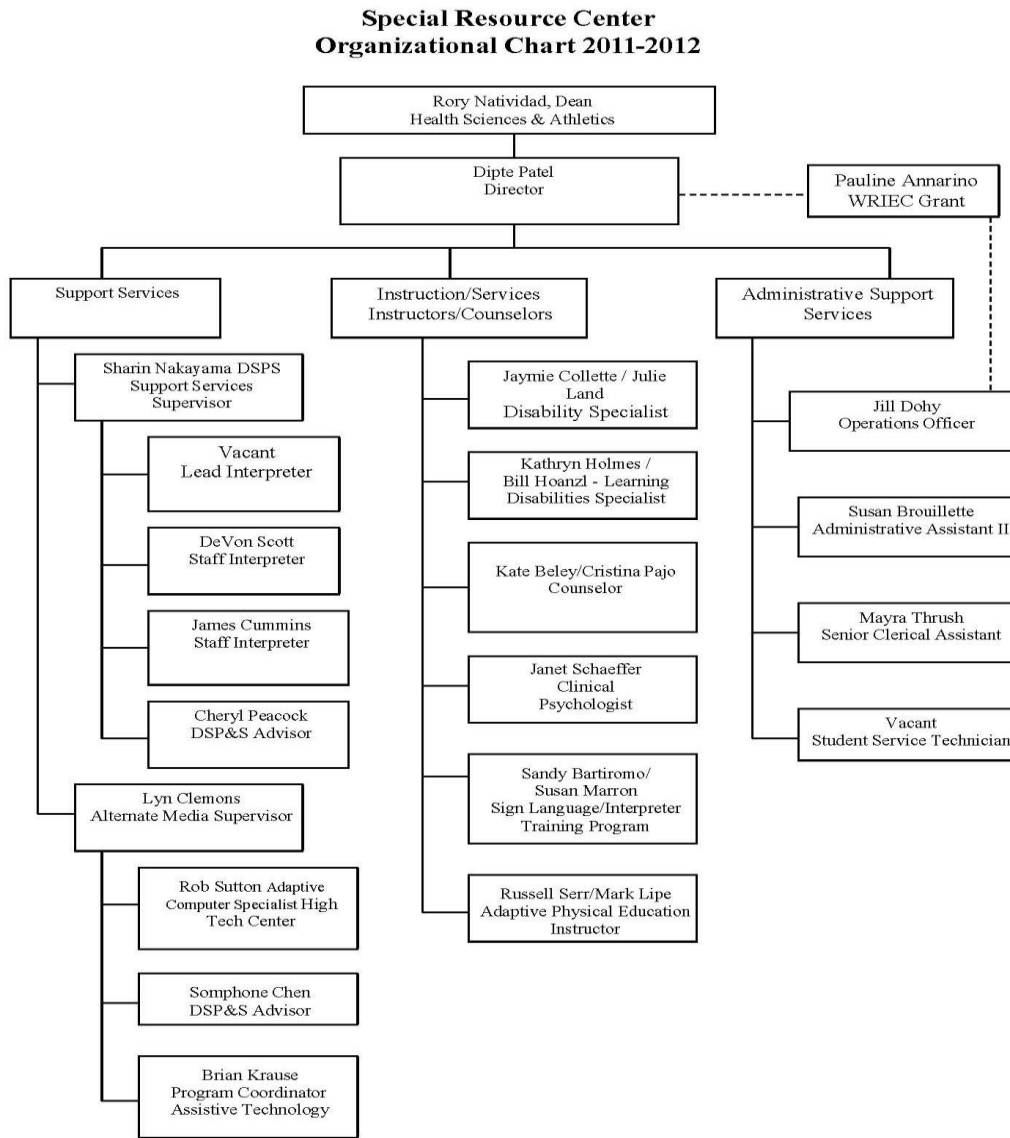 Special Resource Center
Organizational Chart 2011-2012
Rory Natividad, Dean
Health Sciences & Athletics
Dipte Patel
Director
Pauline Annarino
WRIEC Grant
Support Services
Sharin Nakayama DSPS
Support Services
Supervisor
Vacant
Lead Interpreter
DeVon Scott
Staff Interpreter
James Cummins
Staff Interpreter
Cheryl Peacock
DSP&S Advisor
Lyn Clemons
Alternate Media Supervisor
Rob Sutton Adaptive
Computer Specialist High
Tech Center
Somphone Chen
DSP&S Advisor
Brian Krause
Program Coordinator
Assistive Technology
Instruction/Services
Instructors/Counselors
Jaymie Collette / Julie
Land
Disability Specialist
Kathryn Holmes /
Bill Hoanzl - Learning
Disabilities Specialist
Kate Beley/Cristina Pajo
Counselor
Janet Schaeffer
Clinical
Psychologist
Sandy Bartiromo/
Susan Marron
Sign Language/Interpreter
Training Program
Russell Serr/Mark Lipe
Adaptive Physical Education
Instructor
Administrative Support
Services
Jill Dohy
Operations Officer
Susan Brouillette
Administrative Assistant II
Mayra Thrush
Senior Clerical Assistant
Vacant
Student Service Technician